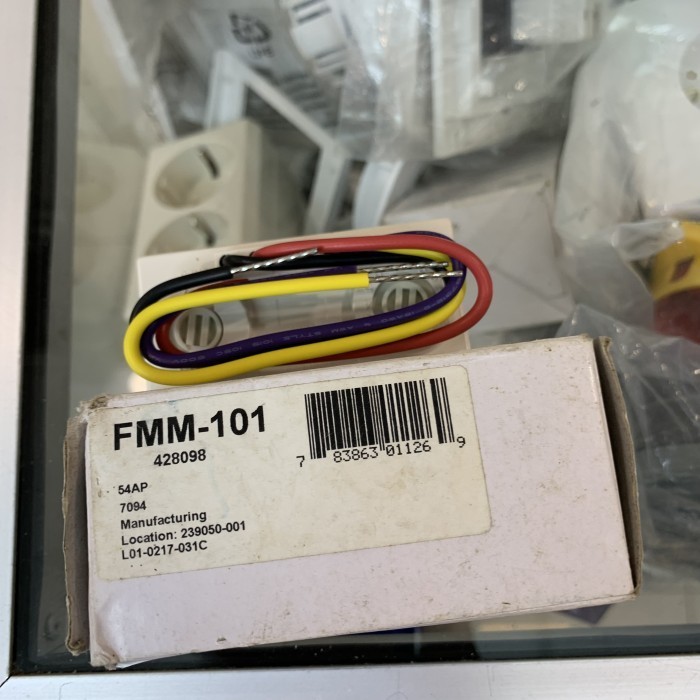 FMM-101
428098
7 83863 01126 9
54AP
7094
Manufacturing
Location: 239050-001
L01-0217-031C